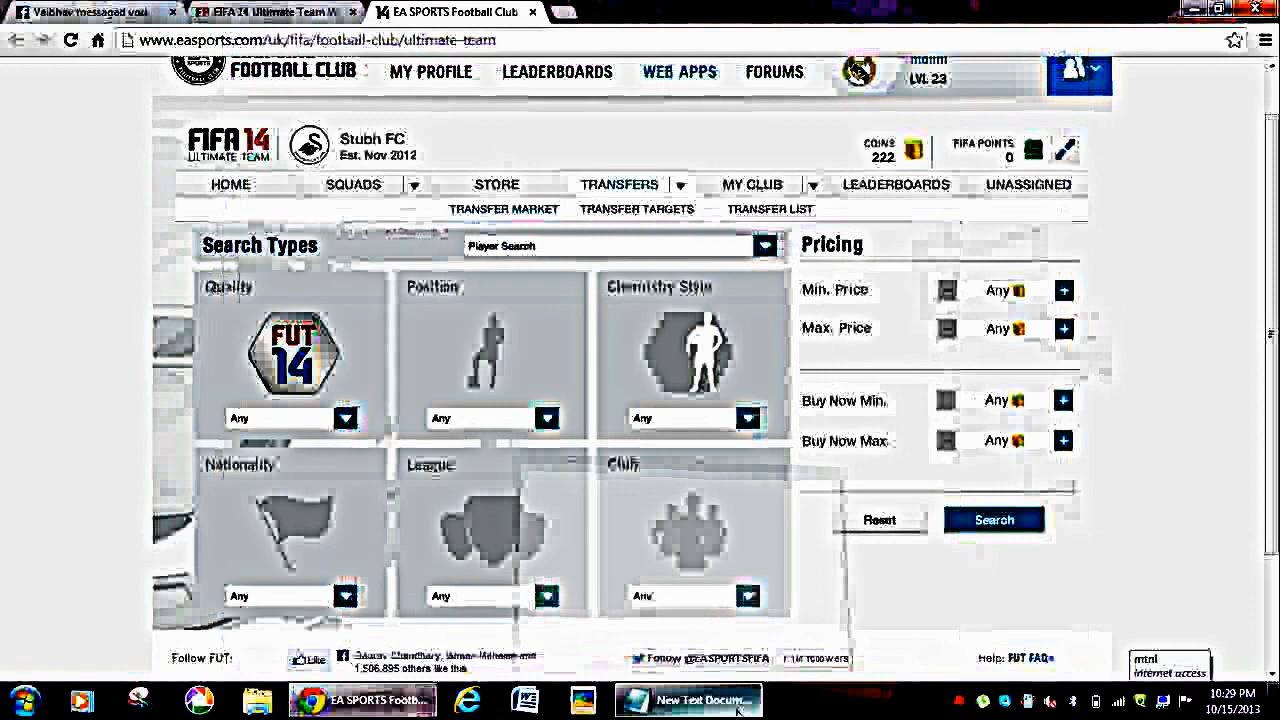 Vaibhav messaged you
FIFA 14 Ultimate Team W
14 EA SPORTS Football Club
www.easports.com/uk/fifa/football-club/ultimate-team
FOOTBALL CLUB
MY PROFILE LEADERBOARDS WEB APPS FORUMS
LVL 23
FIFA 14
ULTIMATE TEAM
Stubh FC
Est. Nov 2012
COINS
222
FIFA POINTS
0
HOME SQUADS STORE TRANSFERS MY CLUB LEADERBOARDS UNASSIGNED
TRANSFER MARKET TRANSFER TARGETS TRANSFER LIST
Search Types
Player Search
Pricing
Quality Position Chemistry Style
FUT
14
Any Any Any
Nationality League Club
Any Any Any
Min. Price Any
Max. Price Any
Buy Now Min. Any
Buy Now Max. Any
Reset Search
Follow FUT:
Like
1,506,895 others like this
Follow @EASPORTSFIFA
followers
Help: FUT FAQs
mtnl
Internet access
EA SPORTS Footb...
New Text Docum...
10:29 PM
10/15/2013